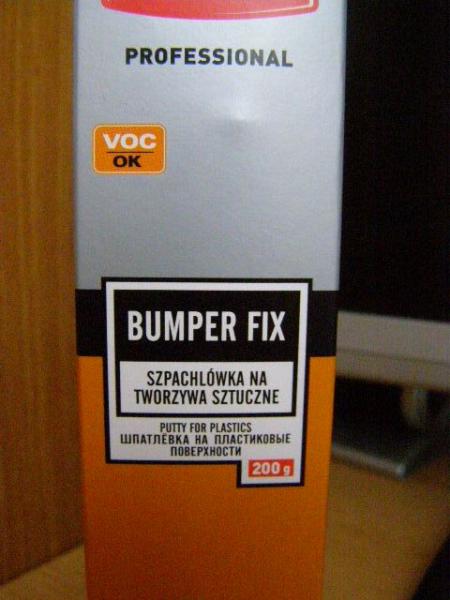 PROFESSIONAL
VOC
OK
BUMPER FIX
SZPACHLÓWKA NA
TWORZYWA SZTUCZNE
PUTTY FOR PLASTICS
ШПАТЛЁВКА НА ПЛАСТИКОВЫЕ
ПОВЕРХНОСТИ
200 g